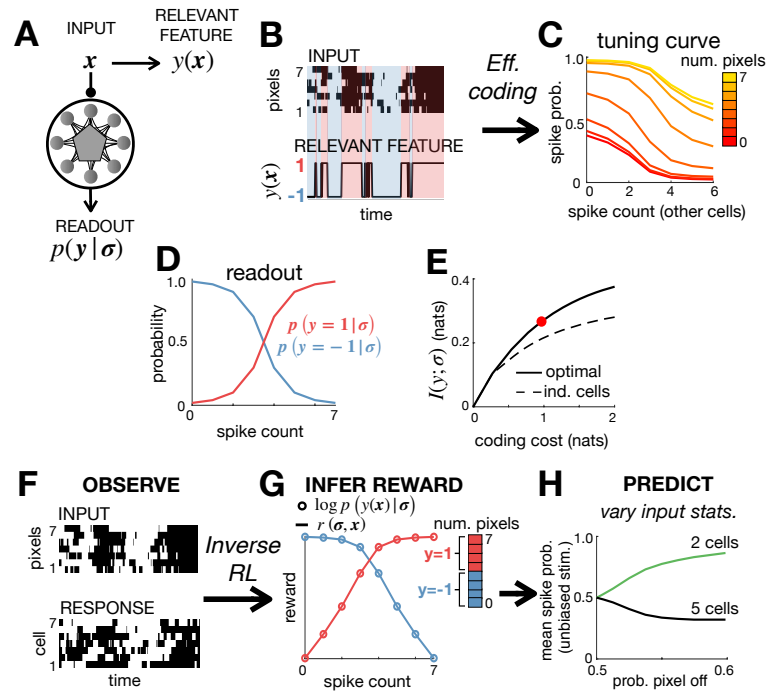 A
INPUT
RELEVANT
FEATURE
x
y(x)
READOUT
p(y|σ)
B
INPUT
pixels
7
1
RELEVANT FEATURE
y(x)
1
-1
time
Eff.
coding
C
tuning curve
num. pixels
7
0
spike prob.
1.0
0.5
0
0 2 4 6
spike count (other cells)
D
readout
probability
1.0
0.5
0
p(y = 1|σ)
p(y = −1|σ)
0 7
spike count
E
I(y; σ) (nats)
0.4
0.2
0
optimal
ind. cells
0 1 2
coding cost (nats)
F
OBSERVE
INPUT
pixels
7
1
RESPONSE
cell
7
1
time
Inverse
RL
G
INFER REWARD
log p(y(x)|σ)
r(σ, x)
num. pixels
7
y=1
y=-1
0
reward
0 7
spike count
H
PREDICT
vary input stats.
mean spike prob.
(unbiased stim.)
1.0
0.5
0
2 cells
5 cells
0.5 0.6
prob. pixel off